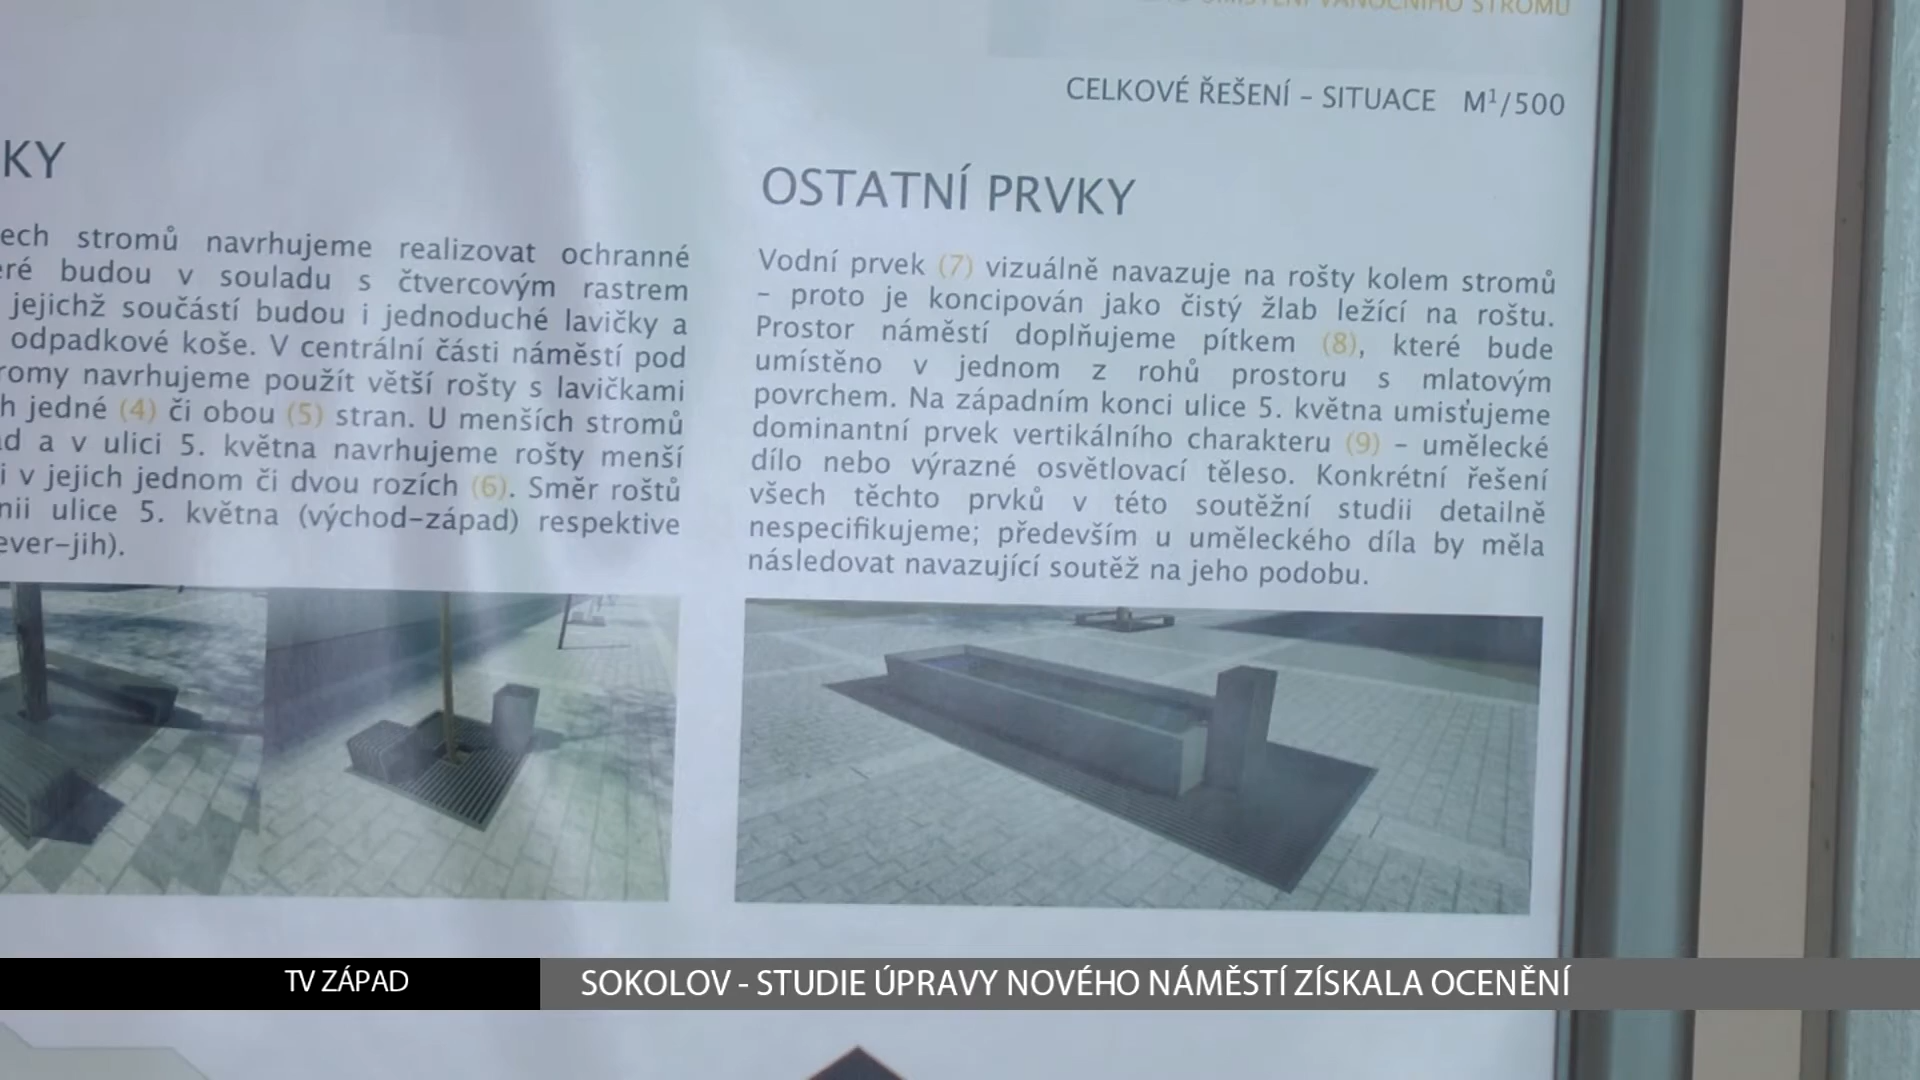 UMÍSTĚNÍ VÁNOČNÍHO STROMU
CELKOVÉ ŘEŠENÍ – SITUACE M¹/500
KY
ech stromů navrhujeme realizovat ochranné
eré budou v souladu s čtvercovým rastrem
jejichž součástí budou i jednoduché lavičky a
odpadkové koše. V centrální části náměstí pod
romy navrhujeme použít větší rošty s lavičkami
h jedné (4) či obou (5) stran. U menších stromů
ad a v ulici 5. května navrhujeme rošty menší
i v jejich jednom či dvou rozích (6). Směr roštů
nii ulice 5. května (východ–západ) respektive
ever–jih).
OSTATNÍ PRVKY
Vodní prvek (7) vizuálně navazuje na rošty kolem stromů
– proto je koncipován jako čistý žlab ležící na roštu.
Prostor náměstí doplňujeme pítkem (8), které bude
umístěno v jednom z rohů prostoru s mlatovým
povrchem. Na západním konci ulice 5. května umisťujeme
dominantní prvek vertikálního charakteru (9) – umělecké
dílo nebo výrazné osvětlovací těleso. Konkrétní řešení
všech těchto prvků v této soutěžní studii detailně
nespecifikujeme; především u uměleckého díla by měla
následovat navazující soutěž na jeho podobu.
TV ZÁPAD
SOKOLOV - STUDIE ÚPRAVY NOVÉHO NÁMĚSTÍ ZÍSKALA OCENĚNÍ